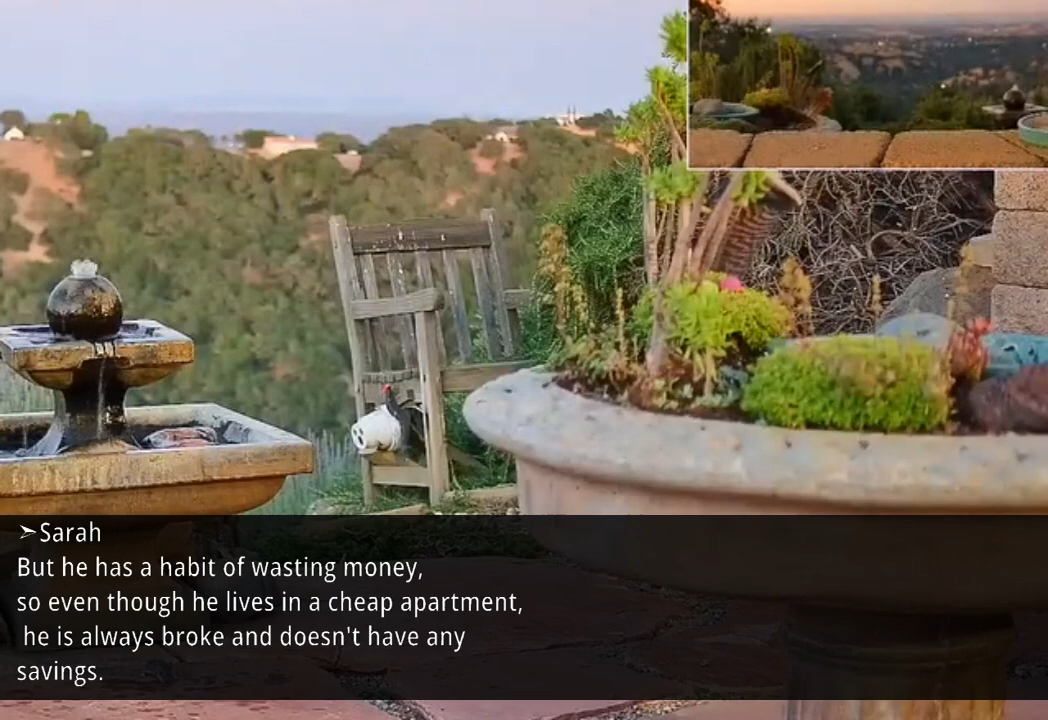 ➣Sarah
But he has a habit of wasting money,
so even though he lives in a cheap apartment,
he is always broke and doesn't have any
savings.